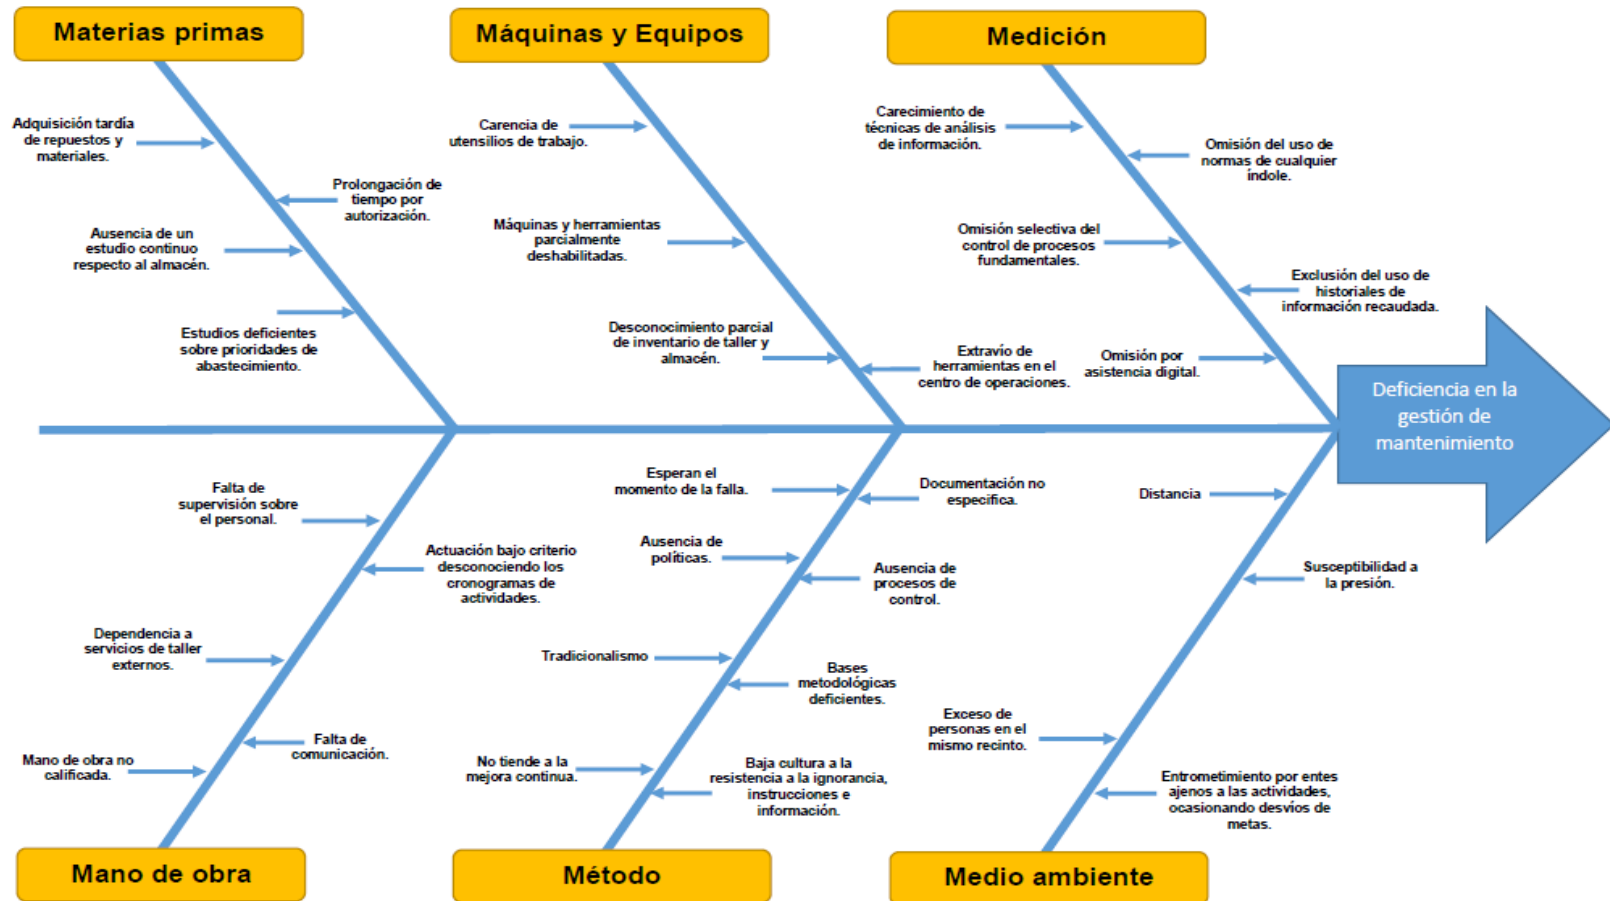 Materias primas
Máquinas y Equipos
Medición
Adquisición tardía
de repuestos y
materiales.
Prolongación de
tiempo por
autorización.
Ausencia de un
estudio continuo
respecto al almacén.
Estudios deficientes
sobre prioridades de
abastecimiento.
Carencia de
utensilios de trabajo.
Máquinas y herramientas
parcialmente
deshabilitadas.
Desconocimiento parcial
de inventario de taller y
almacén.
Extravío de
herramientas en el
centro de operaciones.
Carecimiento de
técnicas de análisis
de información.
Omisión del uso de
normas de cualquier
índole.
Omisión selectiva del
control de procesos
fundamentales.
Exclusión del uso de
historiales de
información recaudada.
Omisión por
asistencia digital.
Deficiencia en la
gestión de
mantenimiento
Falta de
supervisión sobre
el personal.
Actuación bajo criterio
desconociendo los
cronogramas de
actividades.
Dependencia a
servicios de taller
externos.
Falta de
comunicación.
Mano de obra no
calificada.
Esperan el
momento de la falla.
Documentación no
especifica.
Ausencia de
políticas.
Ausencia de
procesos de
control.
Tradicionalismo
Bases
metodológicas
deficientes.
No tiende a la
mejora continua.
Baja cultura a la
resistencia a la ignorancia,
instrucciones e
información.
Distancia
Susceptibilidad a
la presión.
Exceso de
personas en el
mismo recinto.
Entrometimiento por entes
ajenos a las actividades,
ocasionando desvíos de
metas.
Mano de obra
Método
Medio ambiente